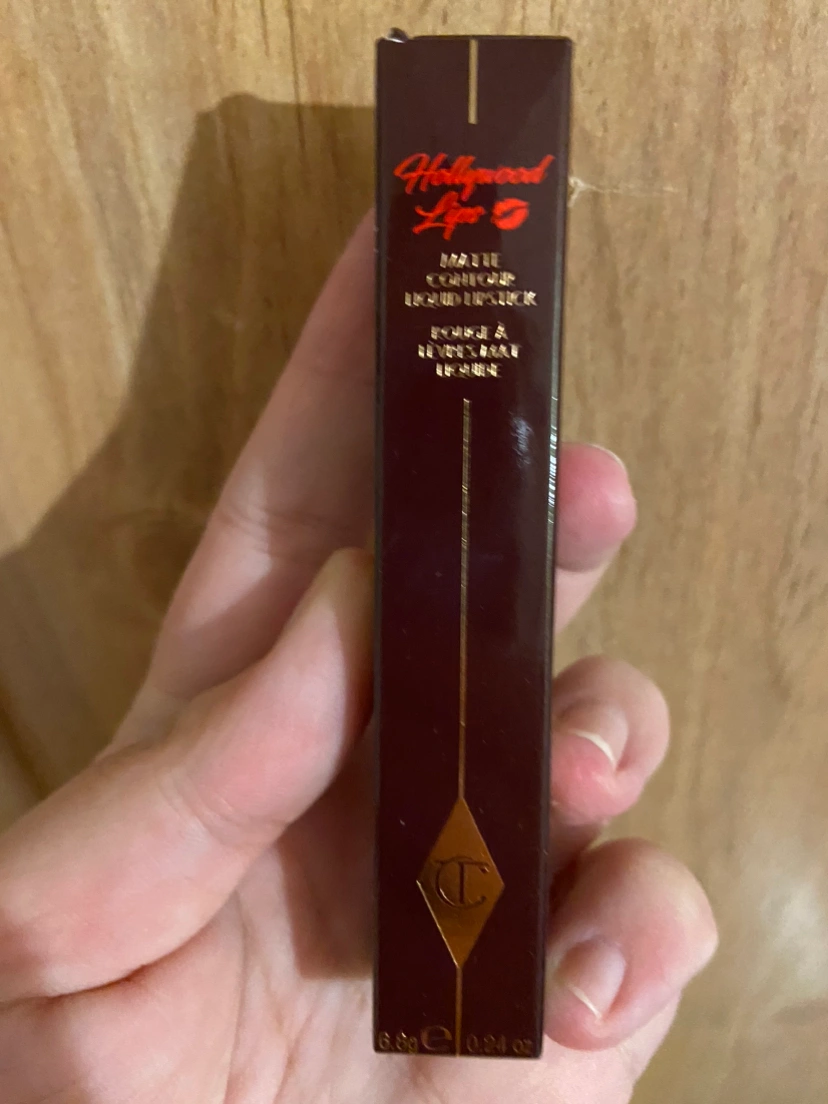 Hollywood
Lips
MATTE
CONTOUR
LIQUID LIPSTICK
ROUGE À
LÈVRES MAT
LIQUIDE
CT
6.8g e 0.24 oz